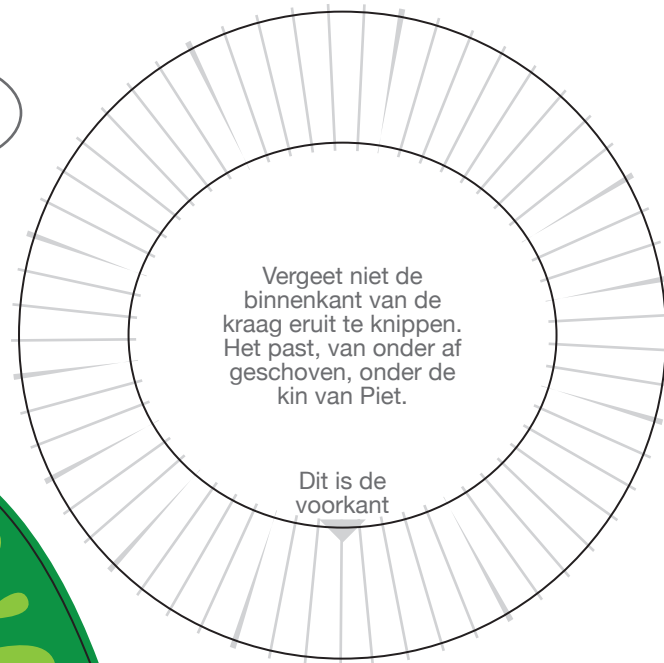 Vergeet niet de
binnenkant van de
kraag eruit te knippen.
Het past, van onder af
geschoven, onder de
kin van Piet.
Dit is de
voorkant